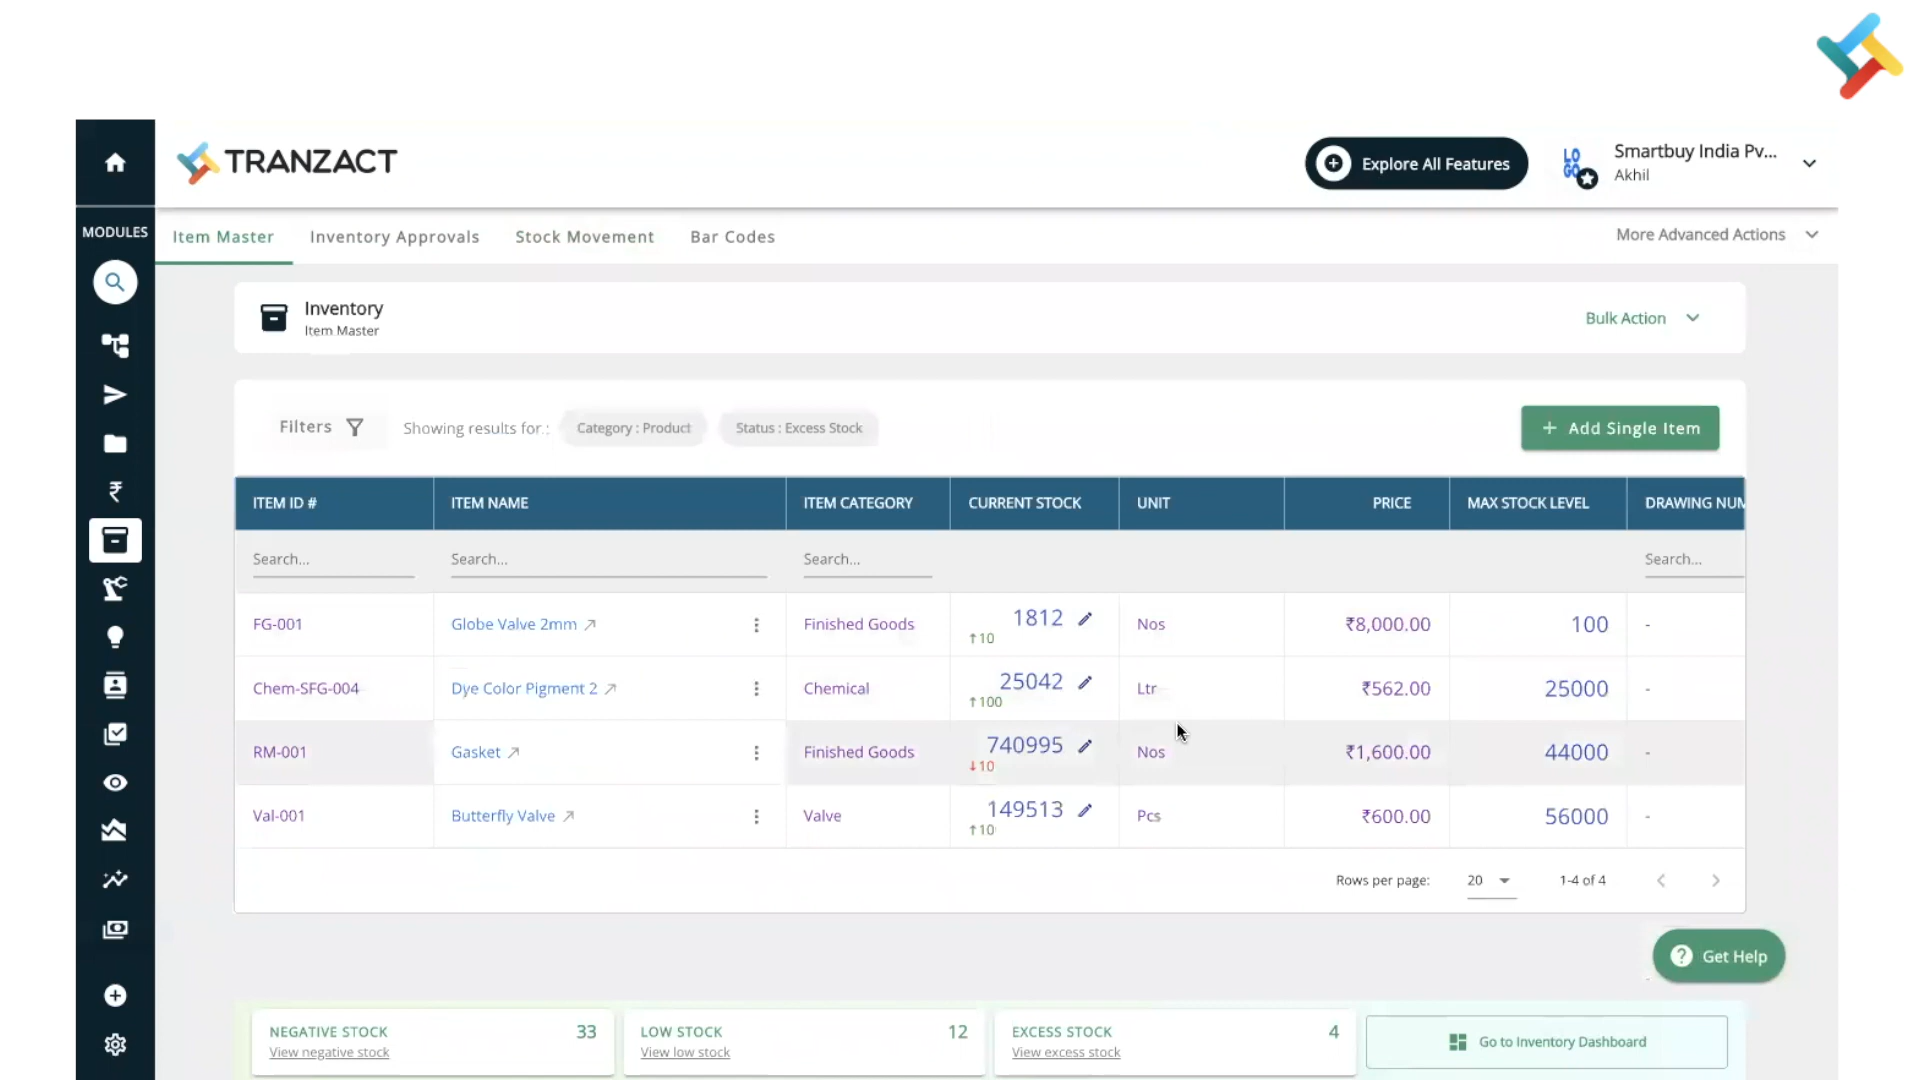 TRANZACT
Explore All Features
LOGO
Smartbuy India Pv...
Akhil
MODULES
Item Master
Inventory Approvals
Stock Movement
Bar Codes
More Advanced Actions
Inventory
Item Master
Bulk Action
Filters
Showing results for :
Category : Product
Status : Excess Stock
+ Add Single Item
ITEM ID # ITEM NAME ITEM CATEGORY CURRENT STOCK UNIT PRICE MAX STOCK LEVEL DRAWING NUM
Search... Search... Search... Search...
FG-001 Globe Valve 2mm Finished Goods 1812 ↑10 Nos ₹8,000.00 100 -
Chem-SFG-004 Dye Color Pigment 2 Chemical 25042 ↑100 Ltr ₹562.00 25000 -
RM-001 Gasket Finished Goods 740995 ↓10 Nos ₹1,600.00 44000 -
Val-001 Butterfly Valve Valve 149513 ↑10 Pcs ₹600.00 56000 -
Rows per page: 20 1-4 of 4
? Get Help
NEGATIVE STOCK 33
View negative stock
LOW STOCK 12
View low stock
EXCESS STOCK 4
View excess stock
Go to Inventory Dashboard